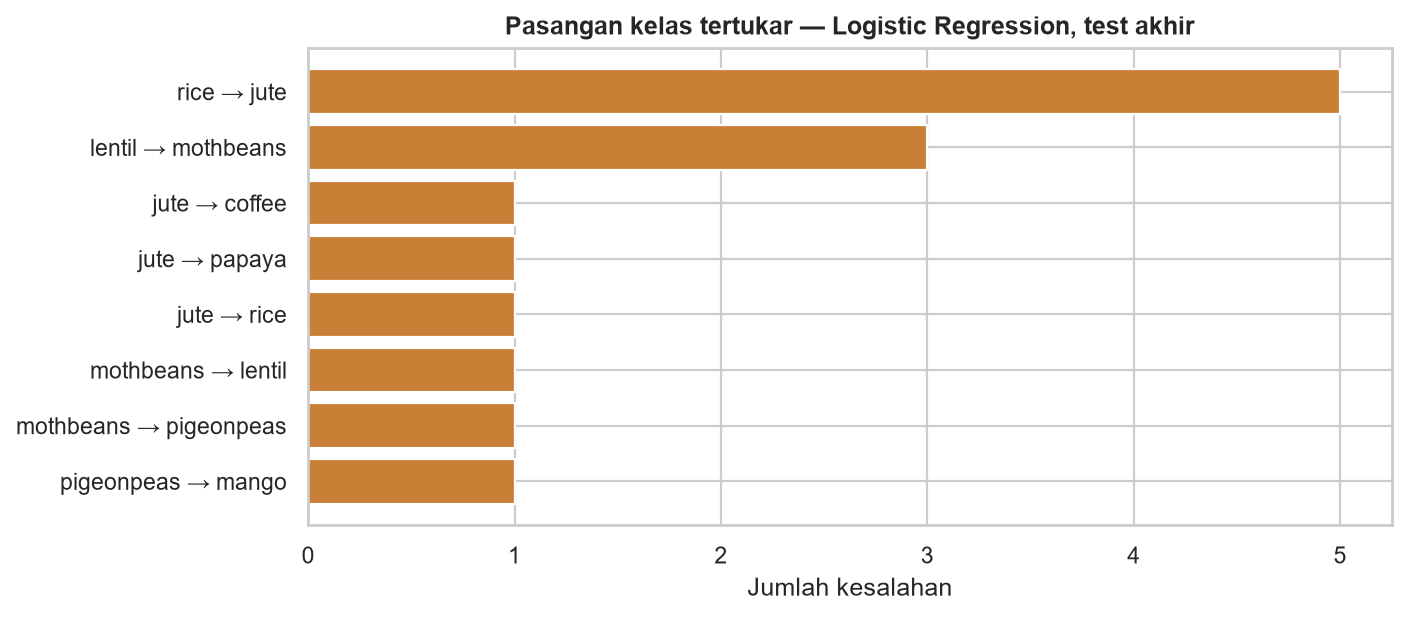 Pasangan kelas tertukar — Logistic Regression, test akhir
rice → jute
lentil → mothbeans
jute → coffee
jute → papaya
jute → rice
mothbeans → lentil
mothbeans → pigeonpeas
pigeonpeas → mango
0 1 2 3 4 5
Jumlah kesalahan